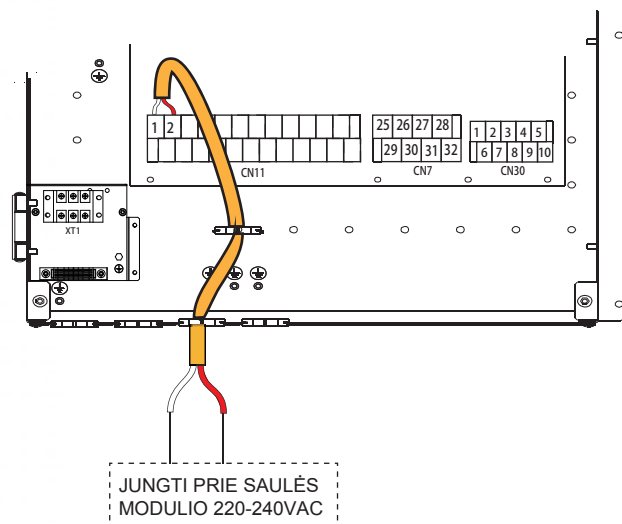 1 2
25 26 27 28
1 2 3 4 5
29 30 31 32
6 7 8 9 10
CN11
CN7
CN30
XT1
JUNGTI PRIE SAULĖS
MODULIO 220-240VAC